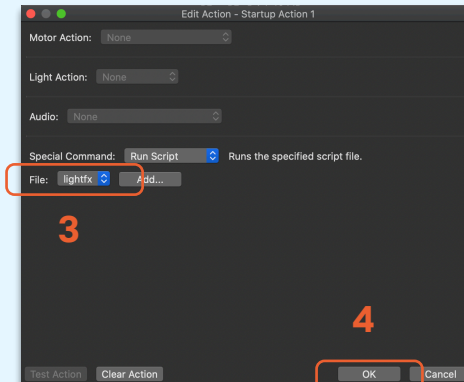 Edit Action - Startup Action 1
Motor Action: None
Light Action: None
Audio: None
Special Command: Run Script Runs the specified script file.
File: lightfx Add...
3
4
Test Action Clear Action OK Cancel